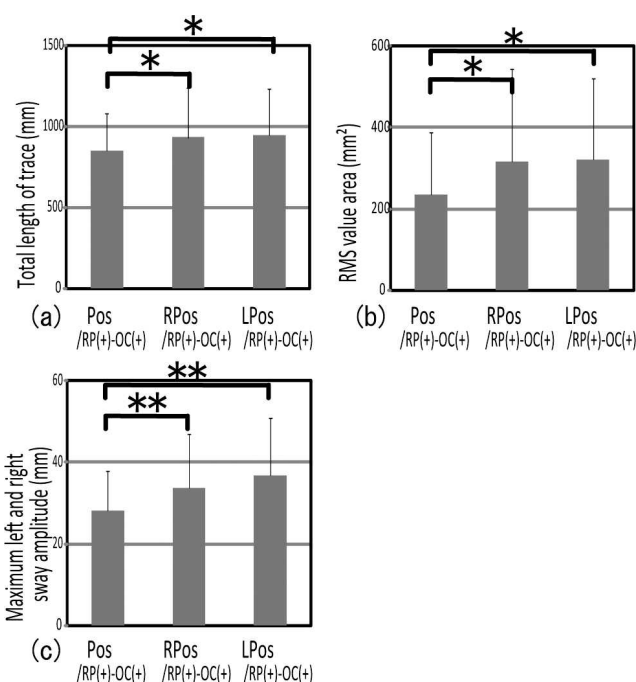 *
*
1500
1000
500
0
Total length of trace (mm)
(a)
Pos RPos LPos
/RP(+)-OC(+) /RP(+)-OC(+) /RP(+)-OC(+)
*
*
600
400
200
0
RMS value area (mm²)
(b)
Pos RPos LPos
/RP(+)-OC(+) /RP(+)-OC(+) /RP(+)-OC(+)
**
**
60
40
20
0
Maximum left and right
sway amplitude (mm)
(c)
Pos RPos LPos
/RP(+)-OC(+) /RP(+)-OC(+) /RP(+)-OC(+)